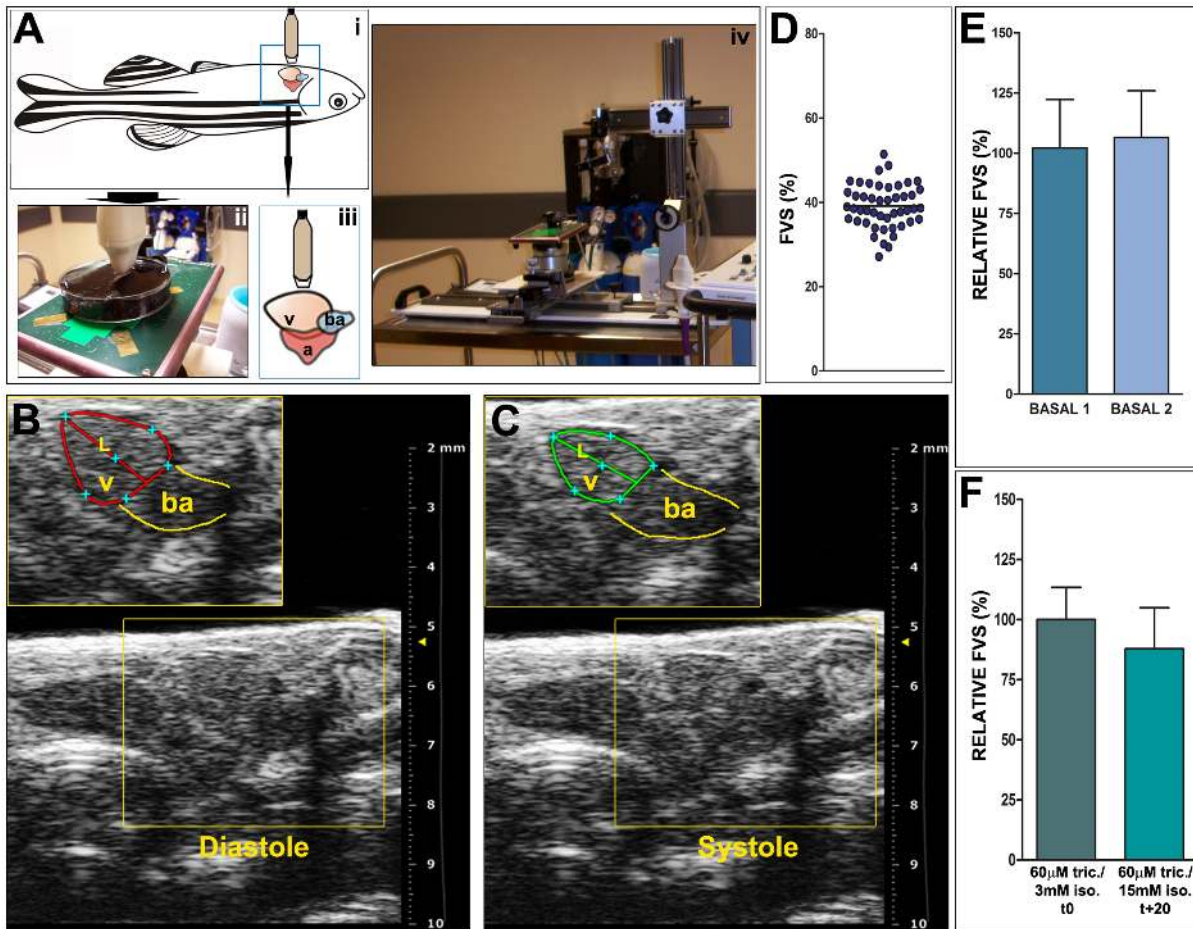 A
i
ii
iii
v
ba
a
iv
B
L
v
ba
2 mm
3
4
5
6
7
8
9
10
Diastole
C
L
v
ba
2 mm
3
4
5
6
7
8
9
10
Systole
D
FVS (%)
80
60
40
20
0
E
RELATIVE FVS (%)
150
125
100
75
50
25
0
BASAL 1
BASAL 2
F
RELATIVE FVS (%)
150
125
100
75
50
25
0
60μM tric./
3mM iso.
t0
60μM tric./
15mM iso.
t+20